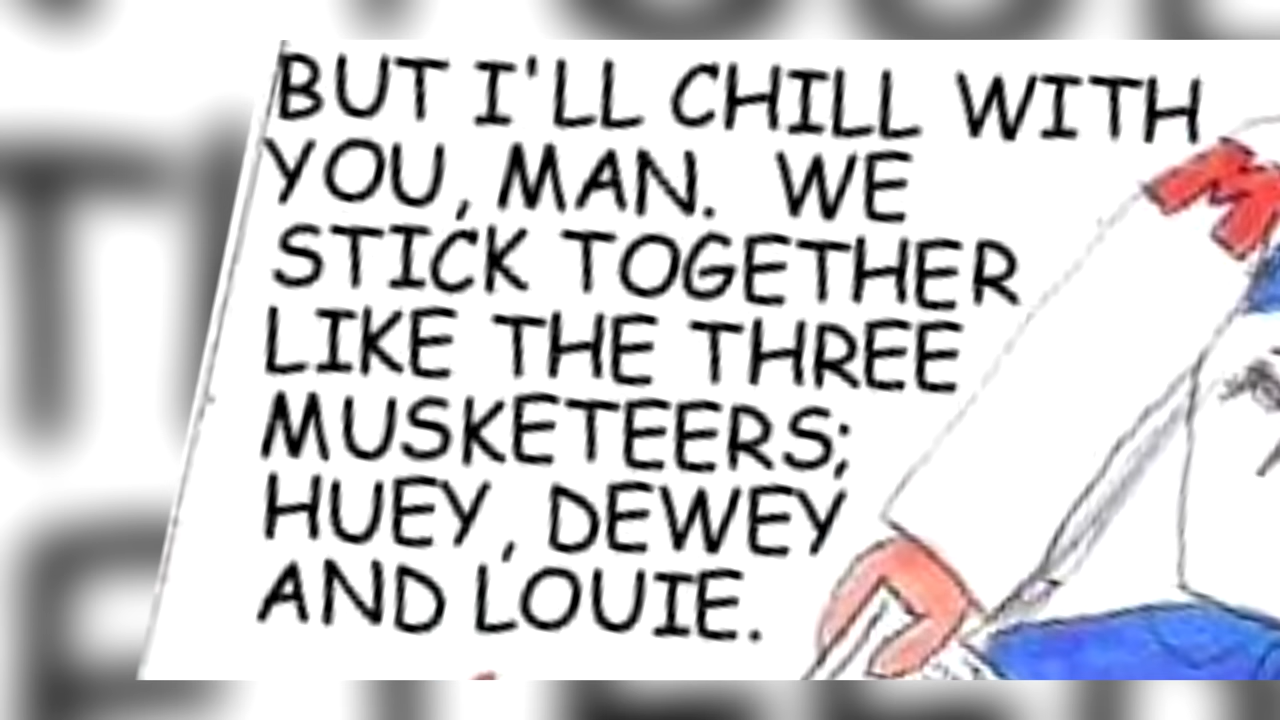 BUT I'LL CHILL WITH
YOU, MAN. WE
STICK TOGETHER
LIKE THE THREE
MUSKETEERS;
HUEY, DEWEY
AND LOUIE.